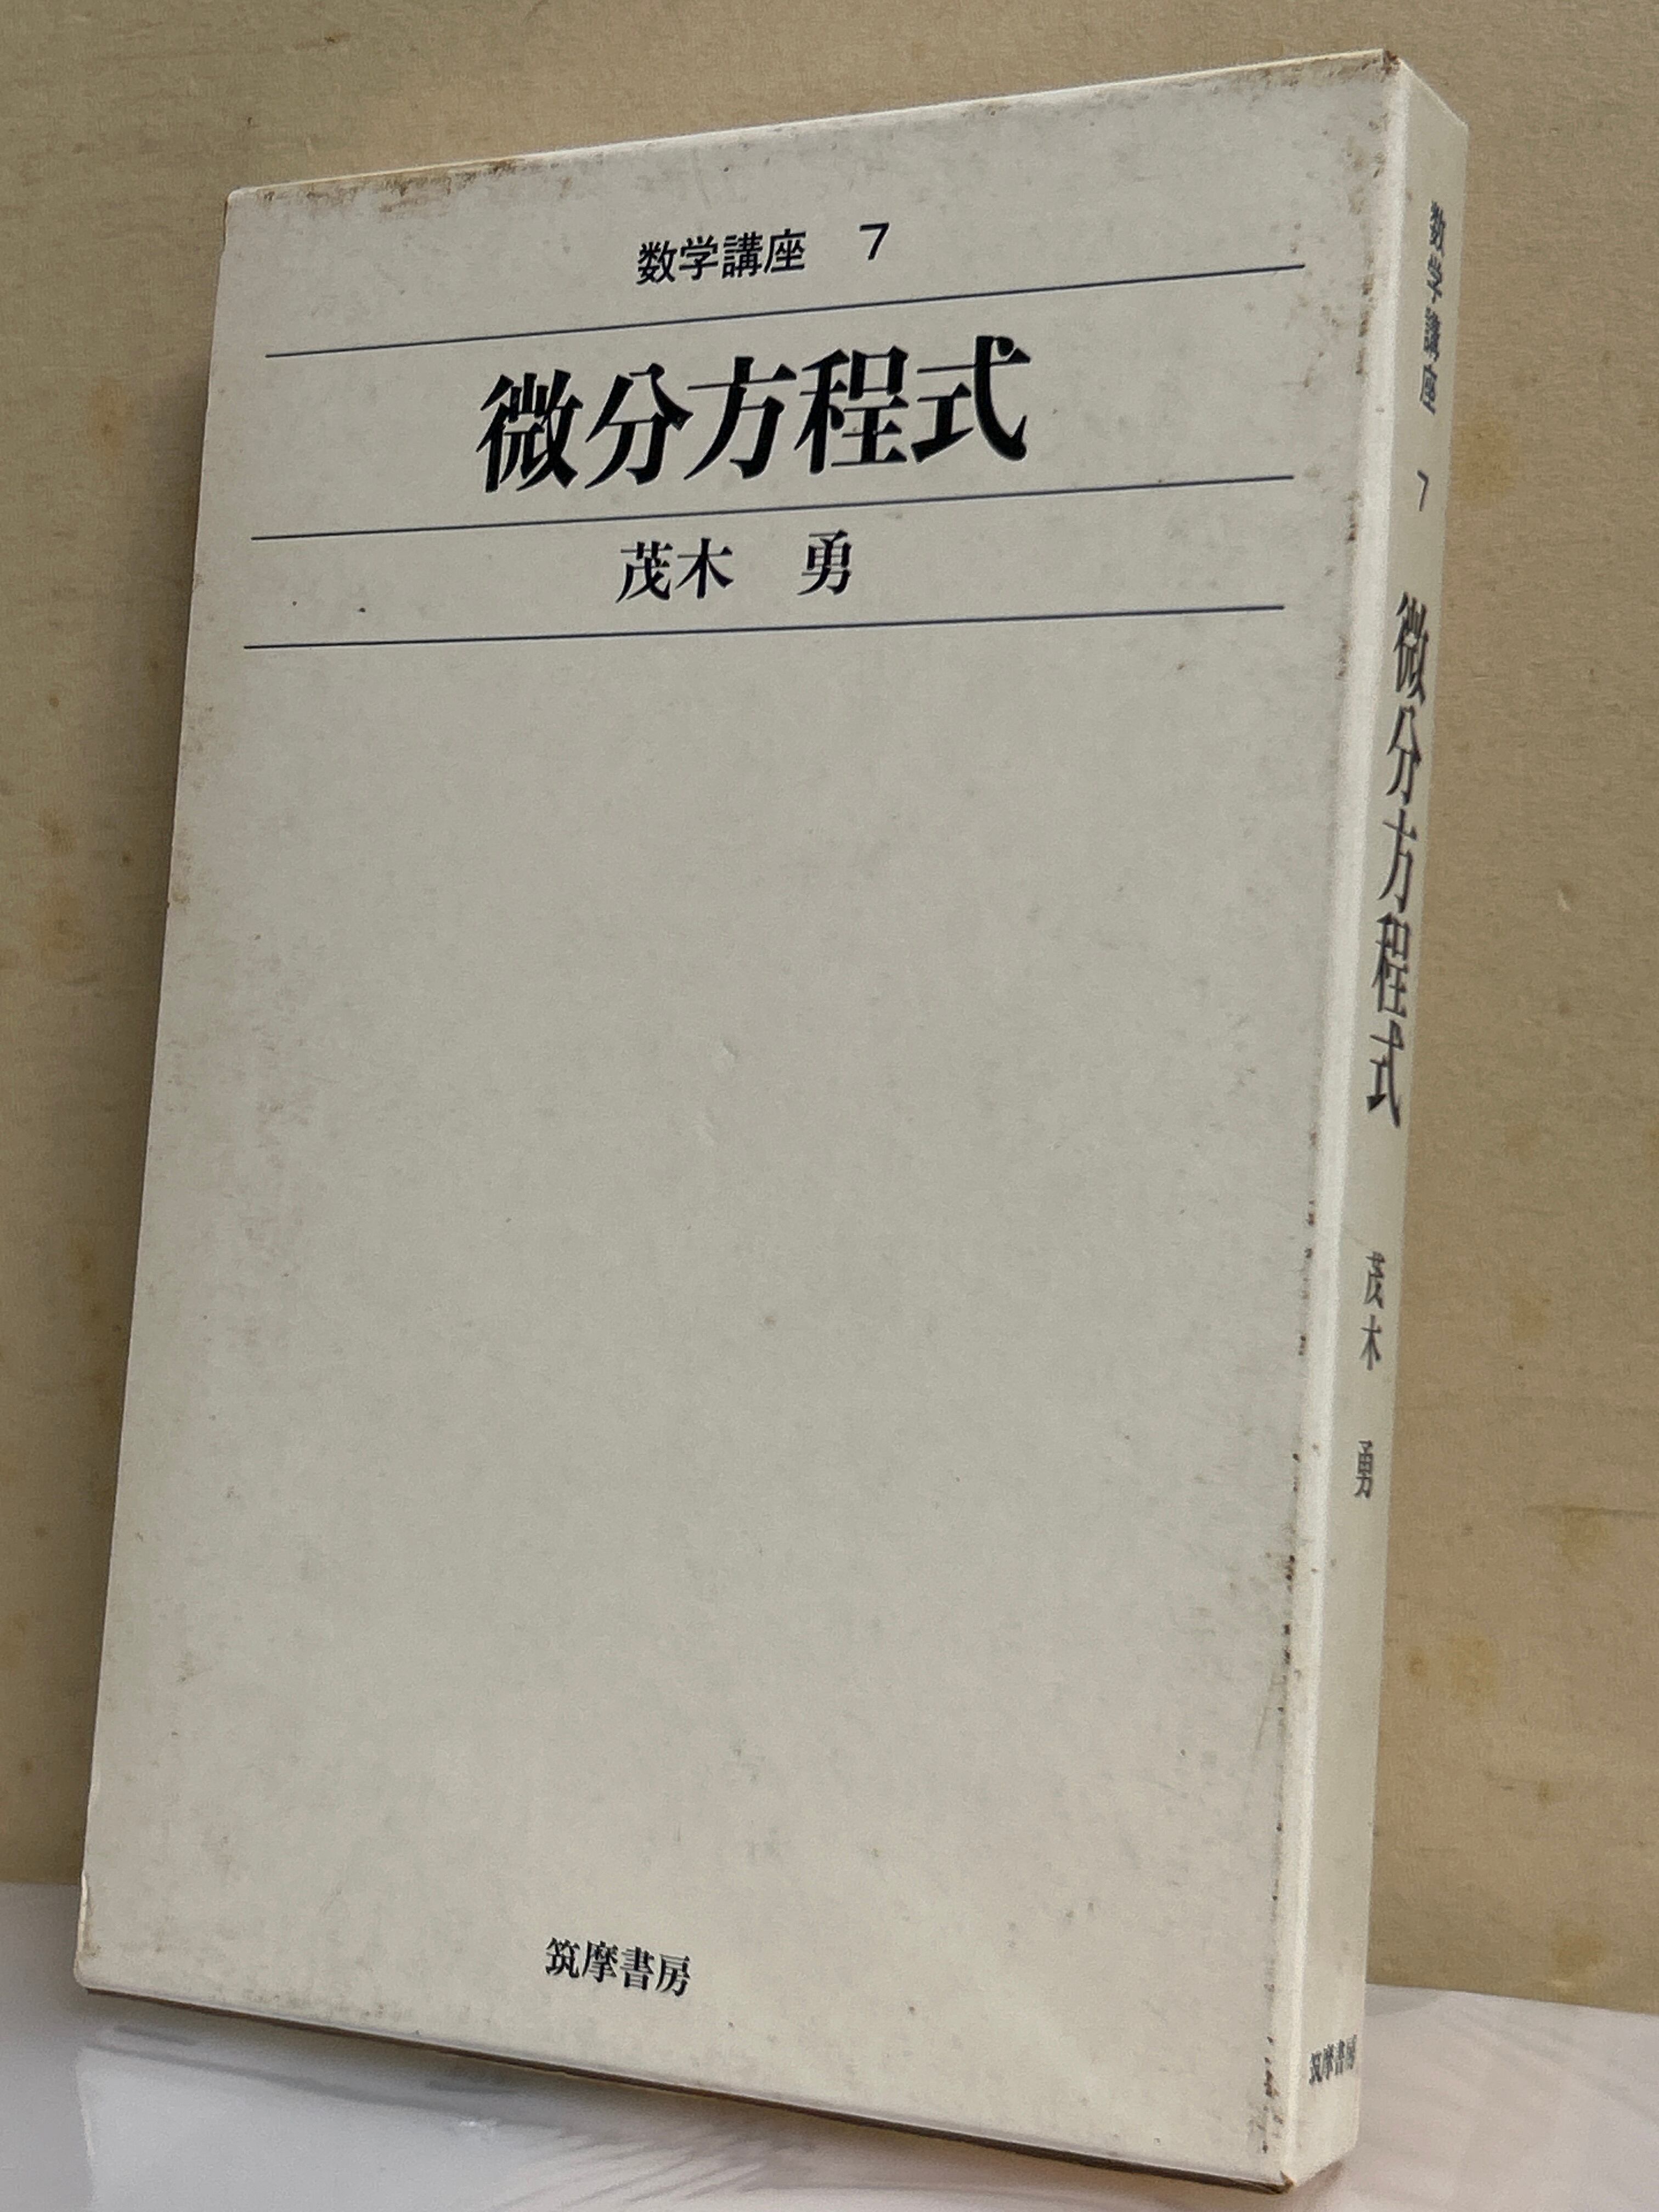 数学講座 7
微分方程式
茂木 勇
筑摩書房
数学講座 7 微分方程式 茂木 勇 筑摩書房